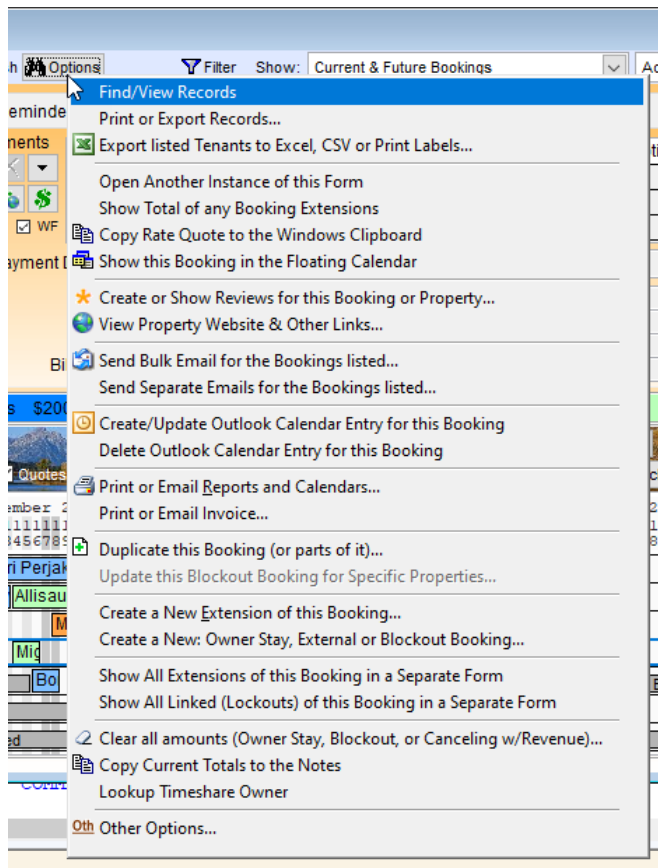 Options Filter Show: Current & Future Bookings
Find/View Records
Print or Export Records...
Export listed Tenants to Excel, CSV or Print Labels...
Open Another Instance of this Form
Show Total of any Booking Extensions
WF
Copy Rate Quote to the Windows Clipboard
Show this Booking in the Floating Calendar
Create or Show Reviews for this Booking or Property...
View Property Website & Other Links...
Send Bulk Email for the Bookings listed...
Send Separate Emails for the Bookings listed...
Create/Update Outlook Calendar Entry for this Booking
Delete Outlook Calendar Entry for this Booking
Quotes
Print or Email Reports and Calendars...
Print or Email Invoice...
Duplicate this Booking (or parts of it)...
Update this Blockout Booking for Specific Properties...
Create a New Extension of this Booking...
Create a New: Owner Stay, External or Blockout Booking...
Show All Extensions of this Booking in a Separate Form
Show All Linked (Lockouts) of this Booking in a Separate Form
Clear all amounts (Owner Stay, Blockout, or Canceling w/Revenue)...
Copy Current Totals to the Notes
Lookup Timeshare Owner
Oth Other Options...